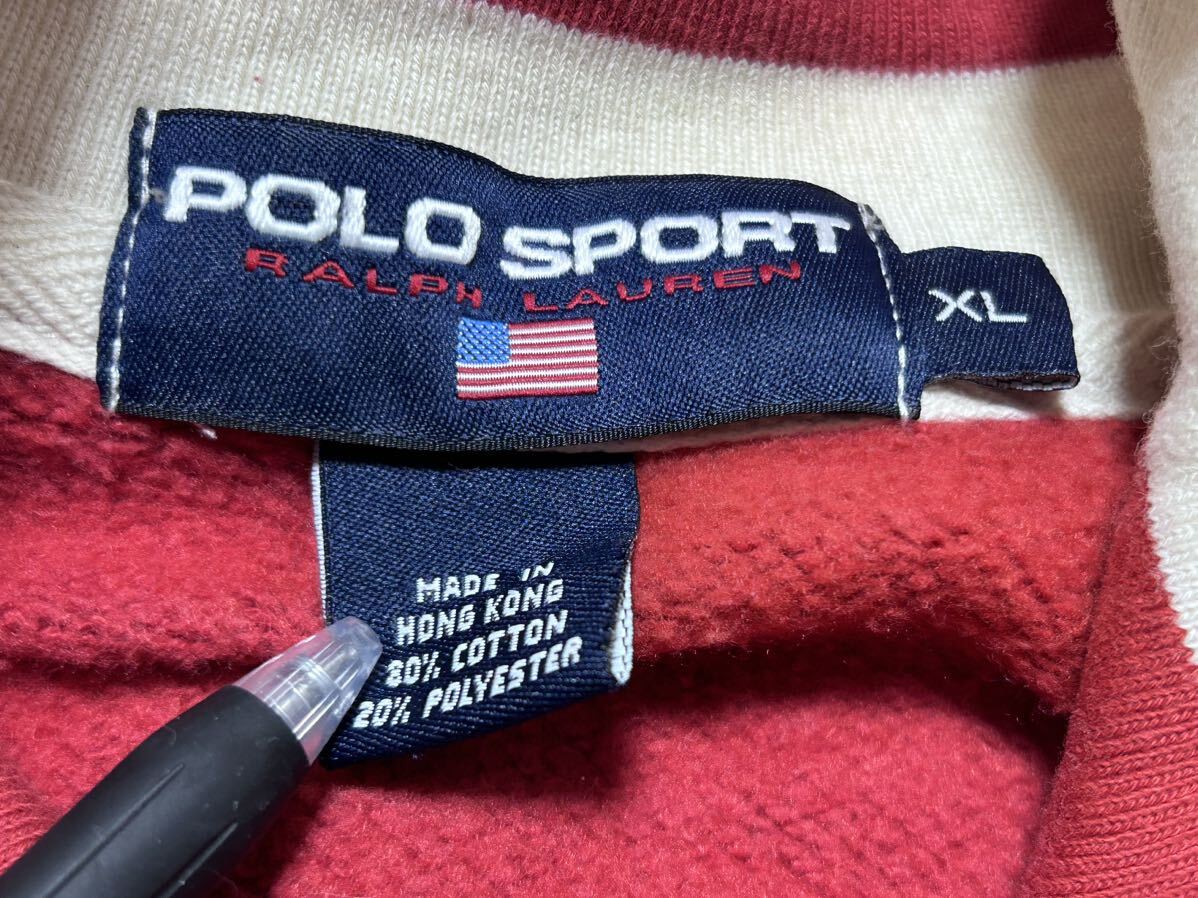 POLO SPORT
RALPH LAUREN
XL
MADE IN
HONG KONG
80% COTTON
20% POLYESTER